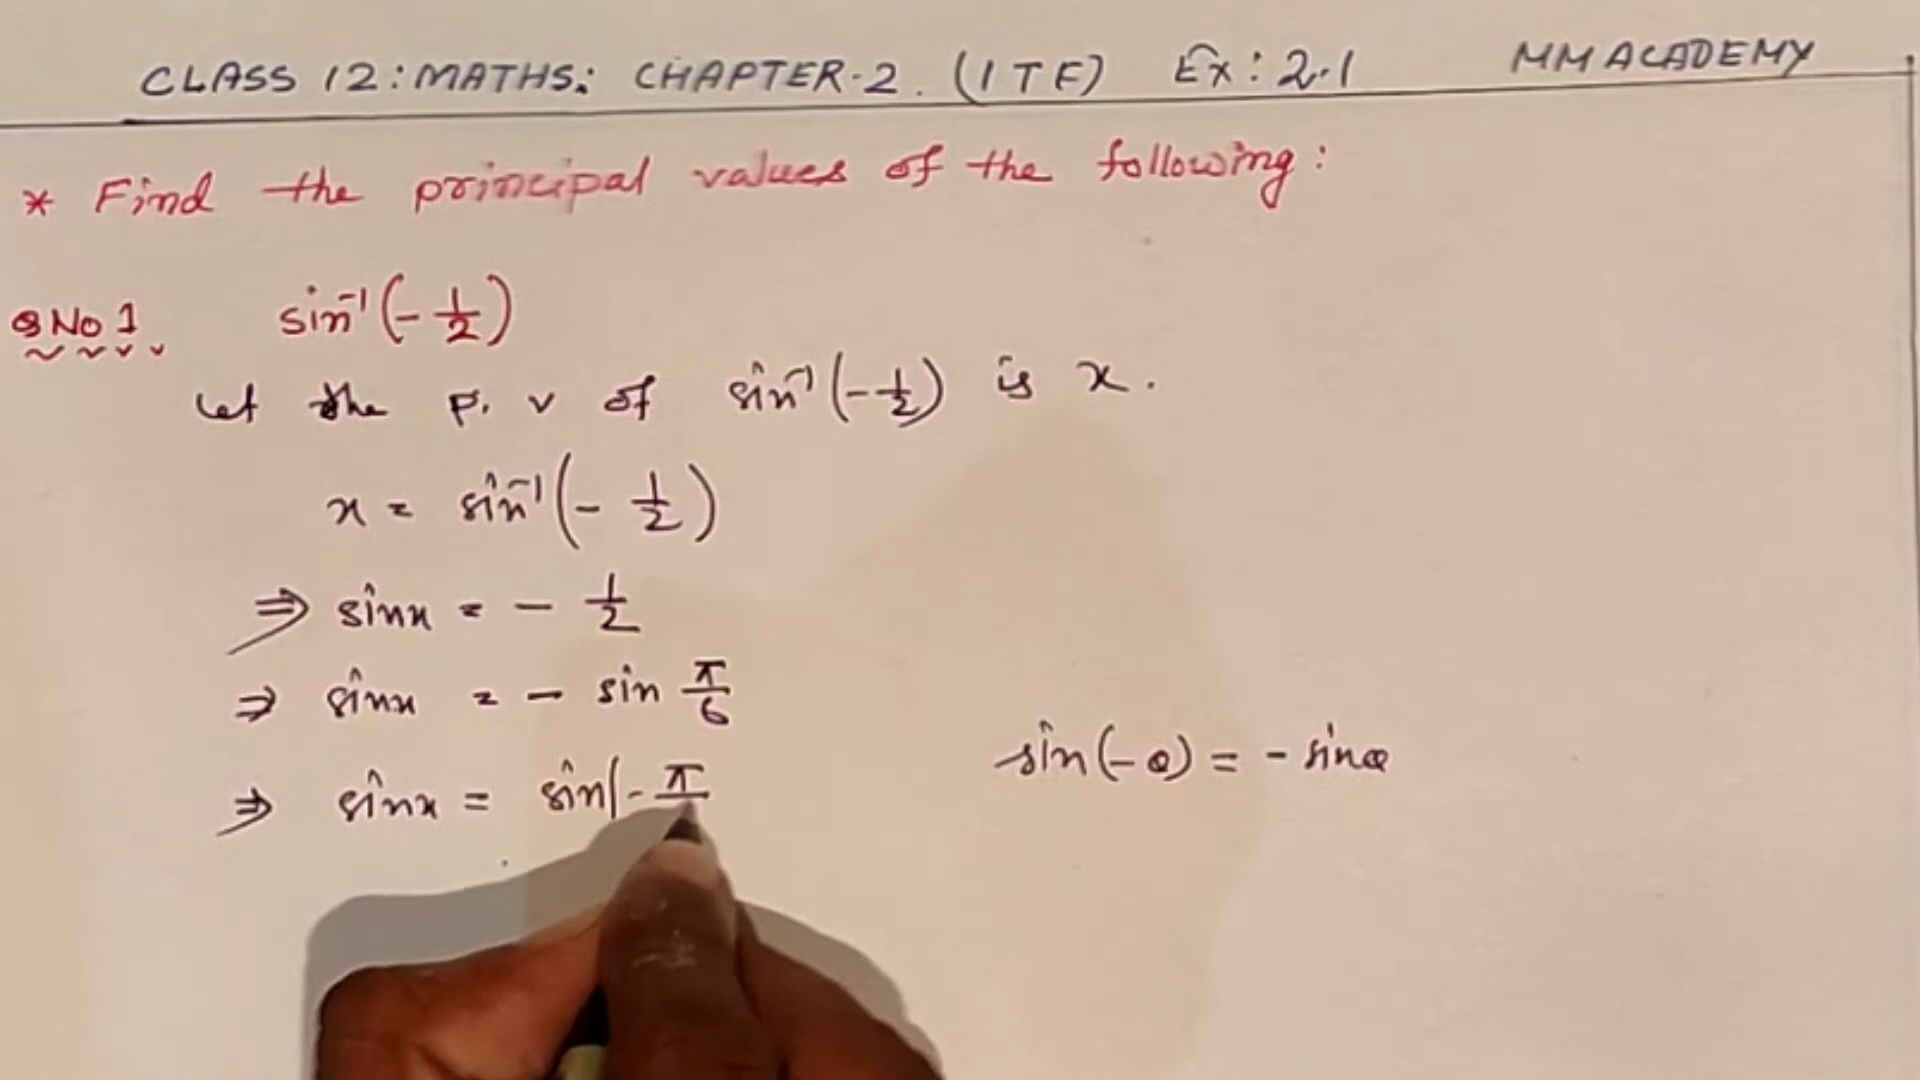 CLASS 12: MATHS: CHAPTER-2. (ITF) Ex: 2.1 MM ACADEMY
* Find the principal values of the following:
Q No 1. sin⁻¹(-1/2)
Let the p. v of sin⁻¹(-1/2) is x.
x = sin⁻¹(-1/2)
⇒ sinx = - 1/2
⇒ sinx = - sin π/6
sin(-θ) = - sinθ
⇒ sinx = sin(- π